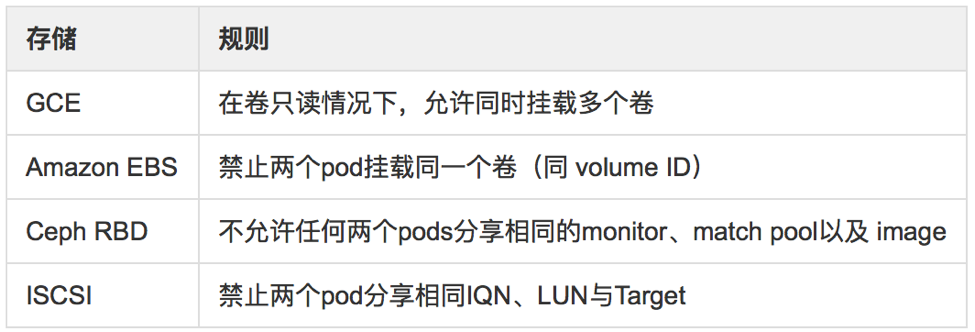 存储 规则
GCE 在卷只读情况下，允许同时挂载多个卷
Amazon EBS 禁止两个pod挂载同一个卷（同 volume ID）
Ceph RBD 不允许任何两个pods分享相同的monitor、match pool以及 image
ISCSI 禁止两个pod分享相同IQN、LUN与Target